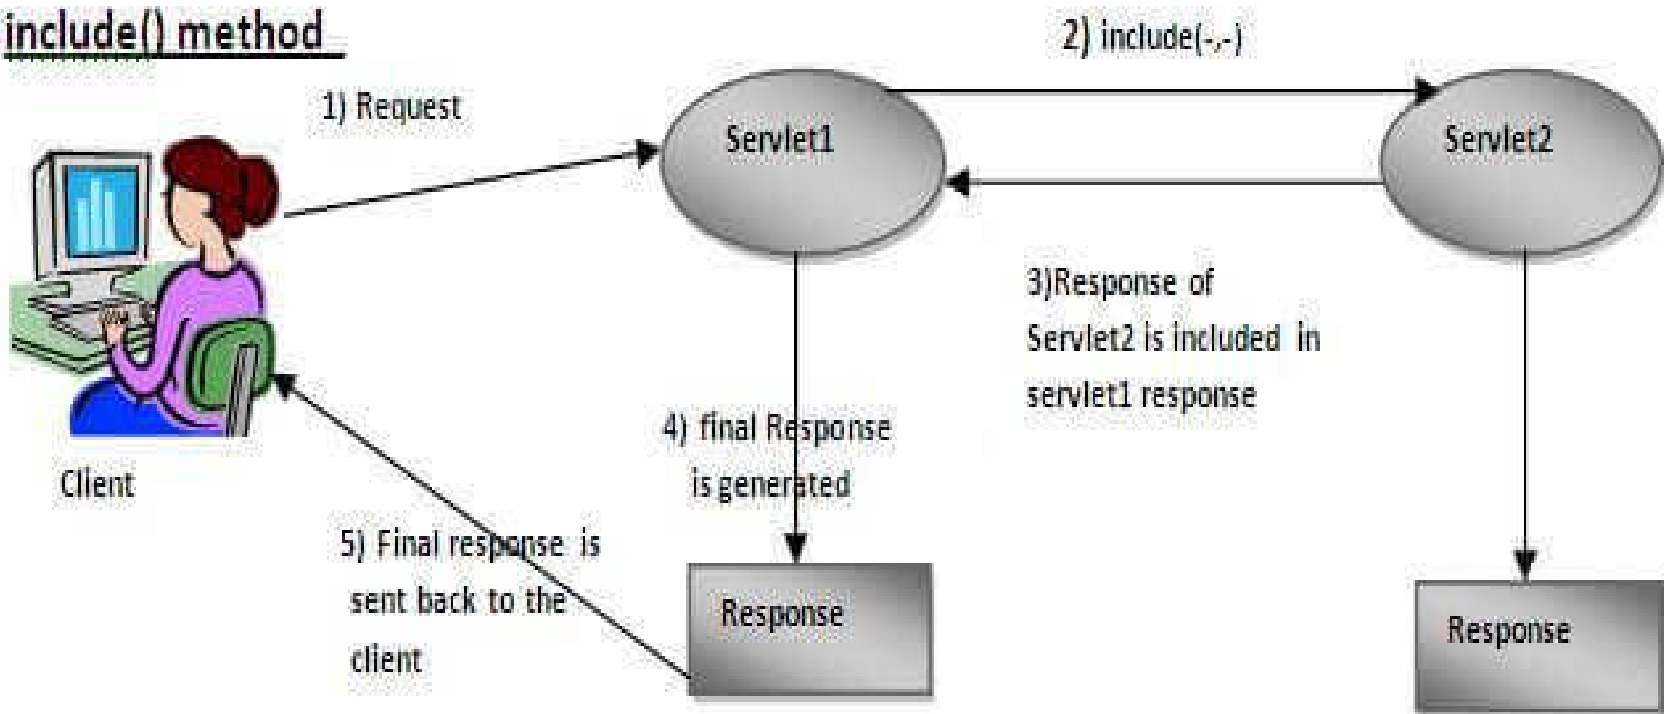 include() method
2) include(-,-)
1) Request
Servlet1
Servlet2
3)Response of
Servlet2 is included in
servlet1 response
4) final Response
is generated
Client
5) Final response is
sent back to the
client
Response
Response